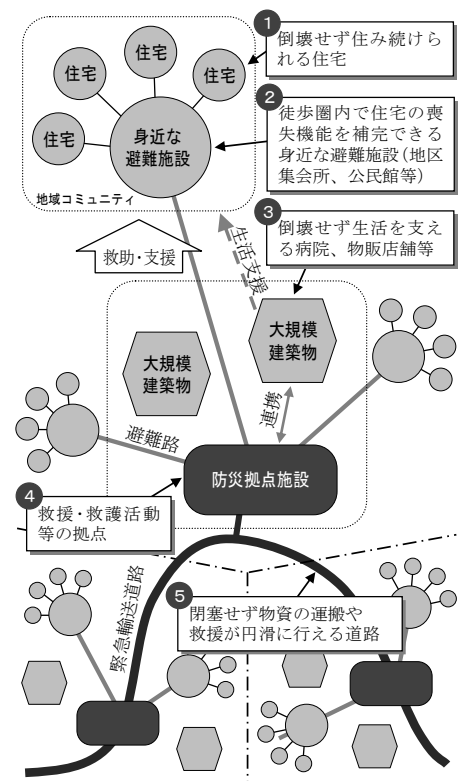 1
倒壊せず住み続けら
れる住宅
住宅
住宅
住宅
住宅
身近な
避難施設
地域コミュニティ
2
徒歩圏内で住宅の喪
失機能を補完できる
身近な避難施設（地区
集会所、公民館等）
3
倒壊せず生活を支え
る病院、物販店舗等
救助・支援
生活支援
大規模
建築物
大規模
建築物
連携
避難路
防災拠点施設
4
救援・救護活動
等の拠点
緊急輸送道路
5
閉塞せず物資の運搬や
救援が円滑に行える道路